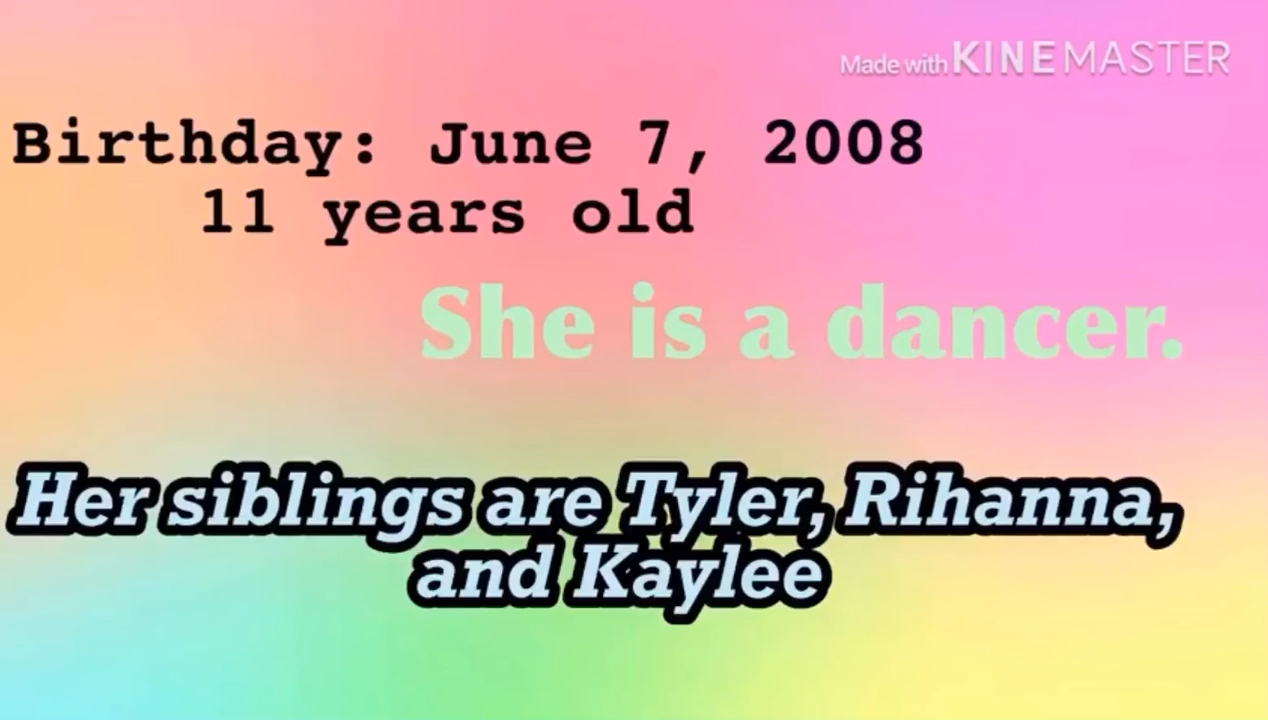 Made with KINEMASTER
Birthday: June 7, 2008
11 years old
She is a dancer.
Her siblings are Tyler, Rihanna,
and Kaylee